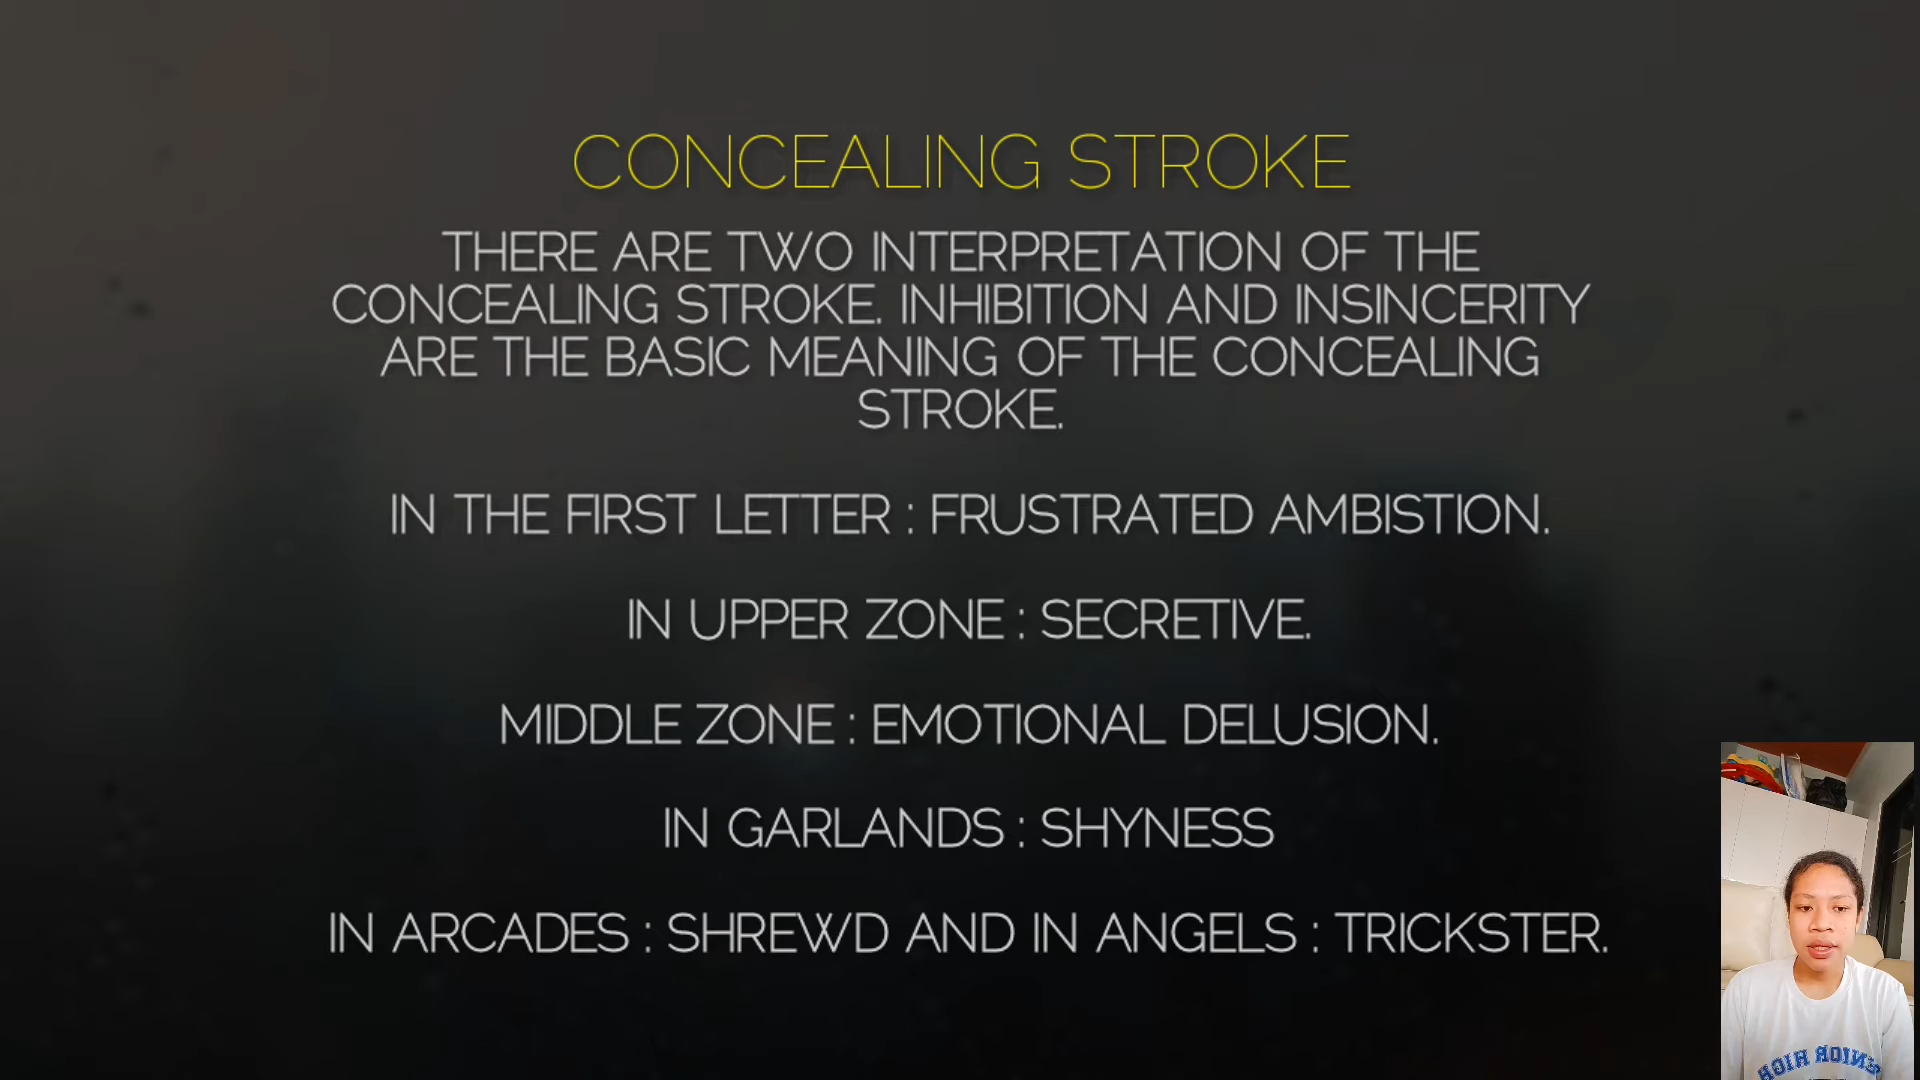 CONCEALING STROKE
THERE ARE TWO INTERPRETATION OF THE
CONCEALING STROKE. INHIBITION AND INSINCERITY
ARE THE BASIC MEANING OF THE CONCEALING
STROKE.
IN THE FIRST LETTER : FRUSTRATED AMBISTION.
IN UPPER ZONE : SECRETIVE.
MIDDLE ZONE : EMOTIONAL DELUSION.
IN GARLANDS : SHYNESS
IN ARCADES : SHREWD AND IN ANGELS : TRICKSTER.
SENIOR HIGH